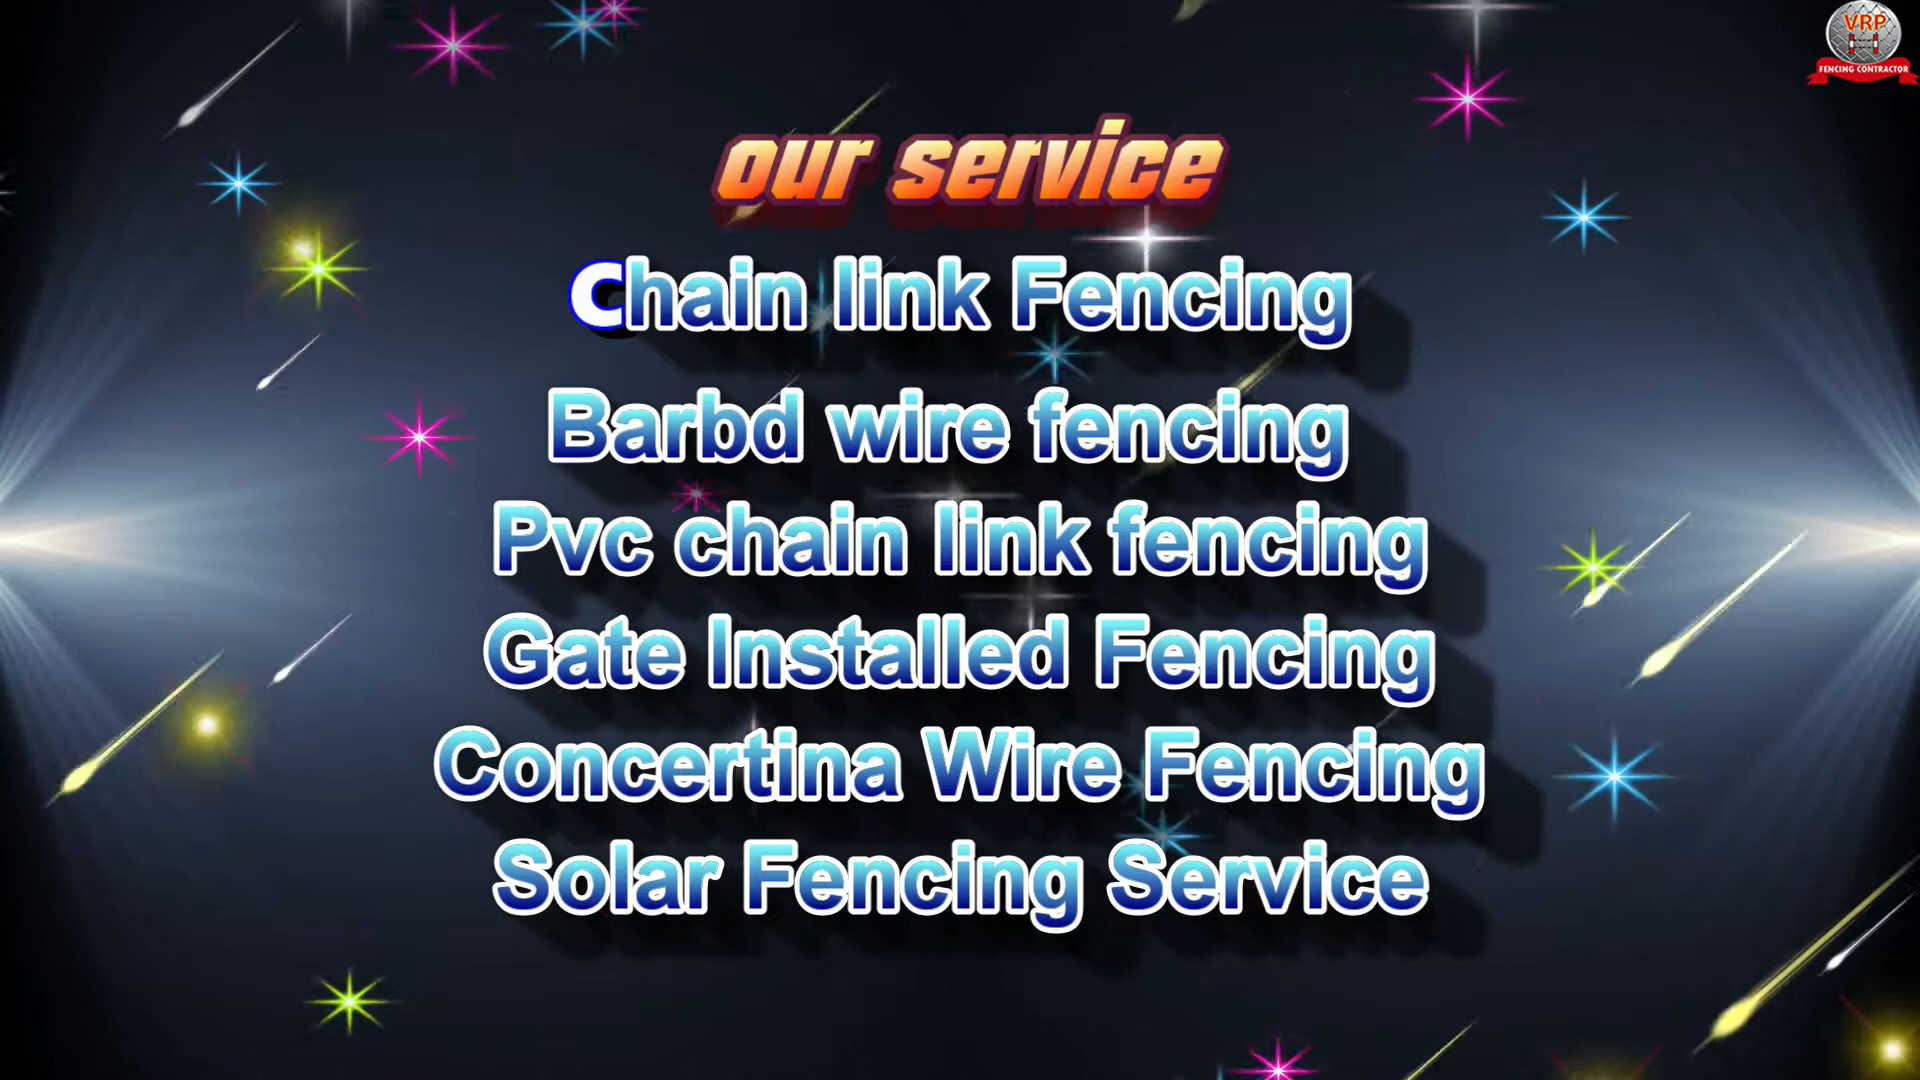 VRP
FENCING CONTRACTOR
our service
Chain link Fencing
Barbd wire fencing
Pvc chain link fencing
Gate Installed Fencing
Concertina Wire Fencing
Solar Fencing Service